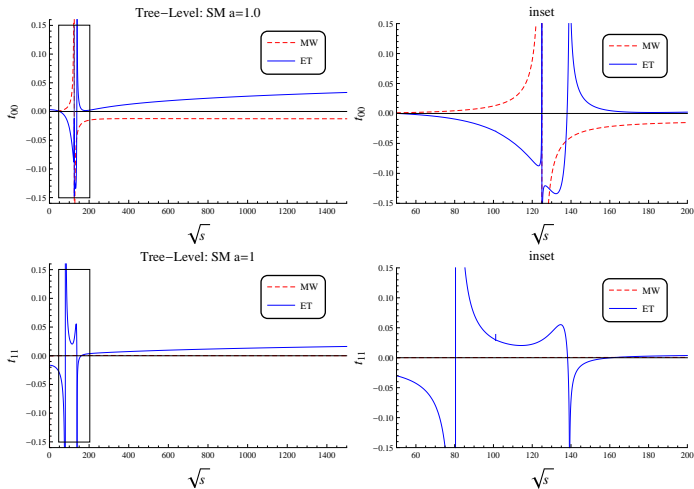 Tree-Level: SM a=1.0
0.15
0.10
0.05
0.00
-0.05
-0.10
-0.15
t00
MW
ET
0 200 400 600 800 1000 1200 1400
√s
inset
0.15
0.10
0.05
0.00
-0.05
-0.10
-0.15
t00
MW
ET
60 80 100 120 140 160 180 200
√s
Tree-Level: SM a=1
0.15
0.10
0.05
0.00
-0.05
-0.10
-0.15
t11
MW
ET
0 200 400 600 800 1000 1200 1400
√s
inset
0.15
0.10
0.05
0.00
-0.05
-0.10
-0.15
t11
MW
ET
60 80 100 120 140 160 180 200
√s